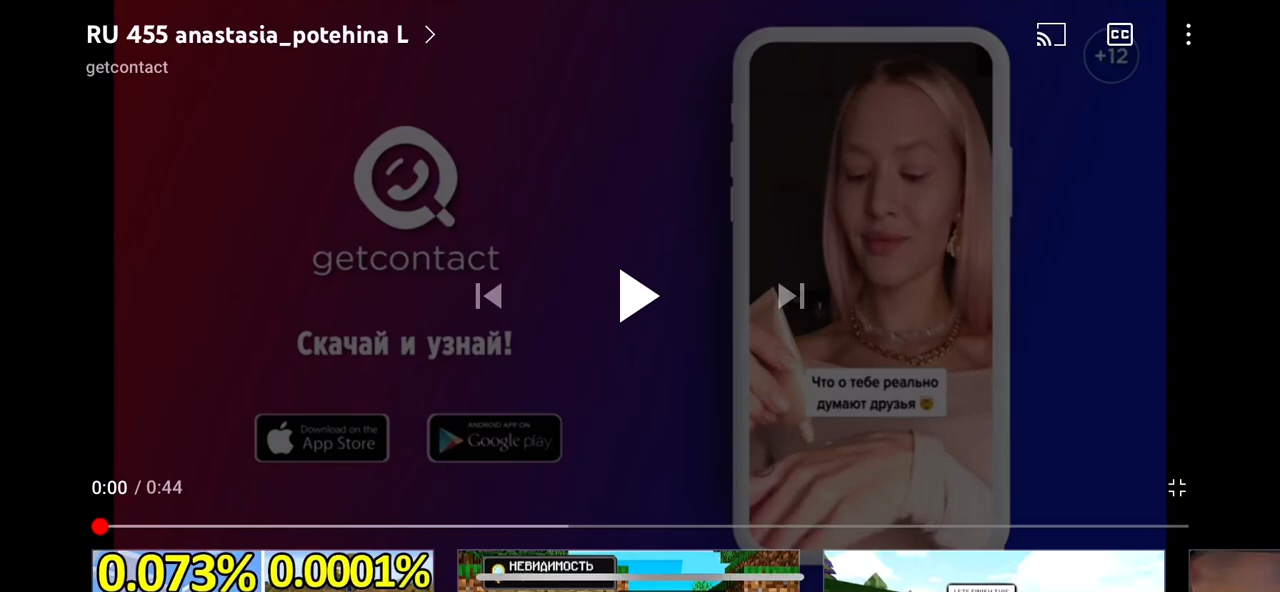 RU 455 anastasia_potehina L
getcontact
CC
+12
getcontact
Скачай и узнай!
Download on the
App Store
ANDROID APP ON
Google play
Что о тебе реально
думают друзья
0:00 / 0:44
0.073% 0.0001%
НЕВИДИМОСТЬ